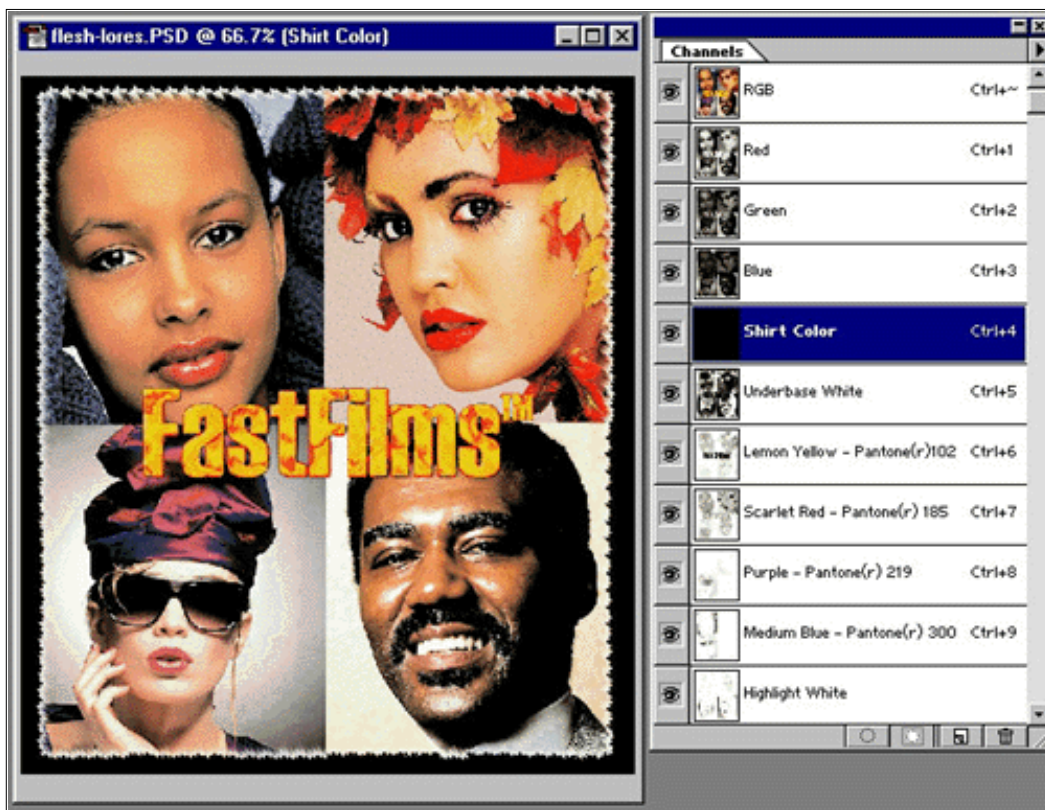 flesh-lores.PSD @ 66.7% (Shirt Color)
FastFilms™
Channels
RGB Ctrl+~
Red Ctrl+1
Green Ctrl+2
Blue Ctrl+3
Shirt Color Ctrl+4
Underbase White Ctrl+5
Lemon Yellow - Pantone(r)102 Ctrl+6
Scarlet Red - Pantone(r) 185 Ctrl+7
Purple - Pantone(r) 219 Ctrl+8
Medium Blue - Pantone(r) 300 Ctrl+9
Highlight White